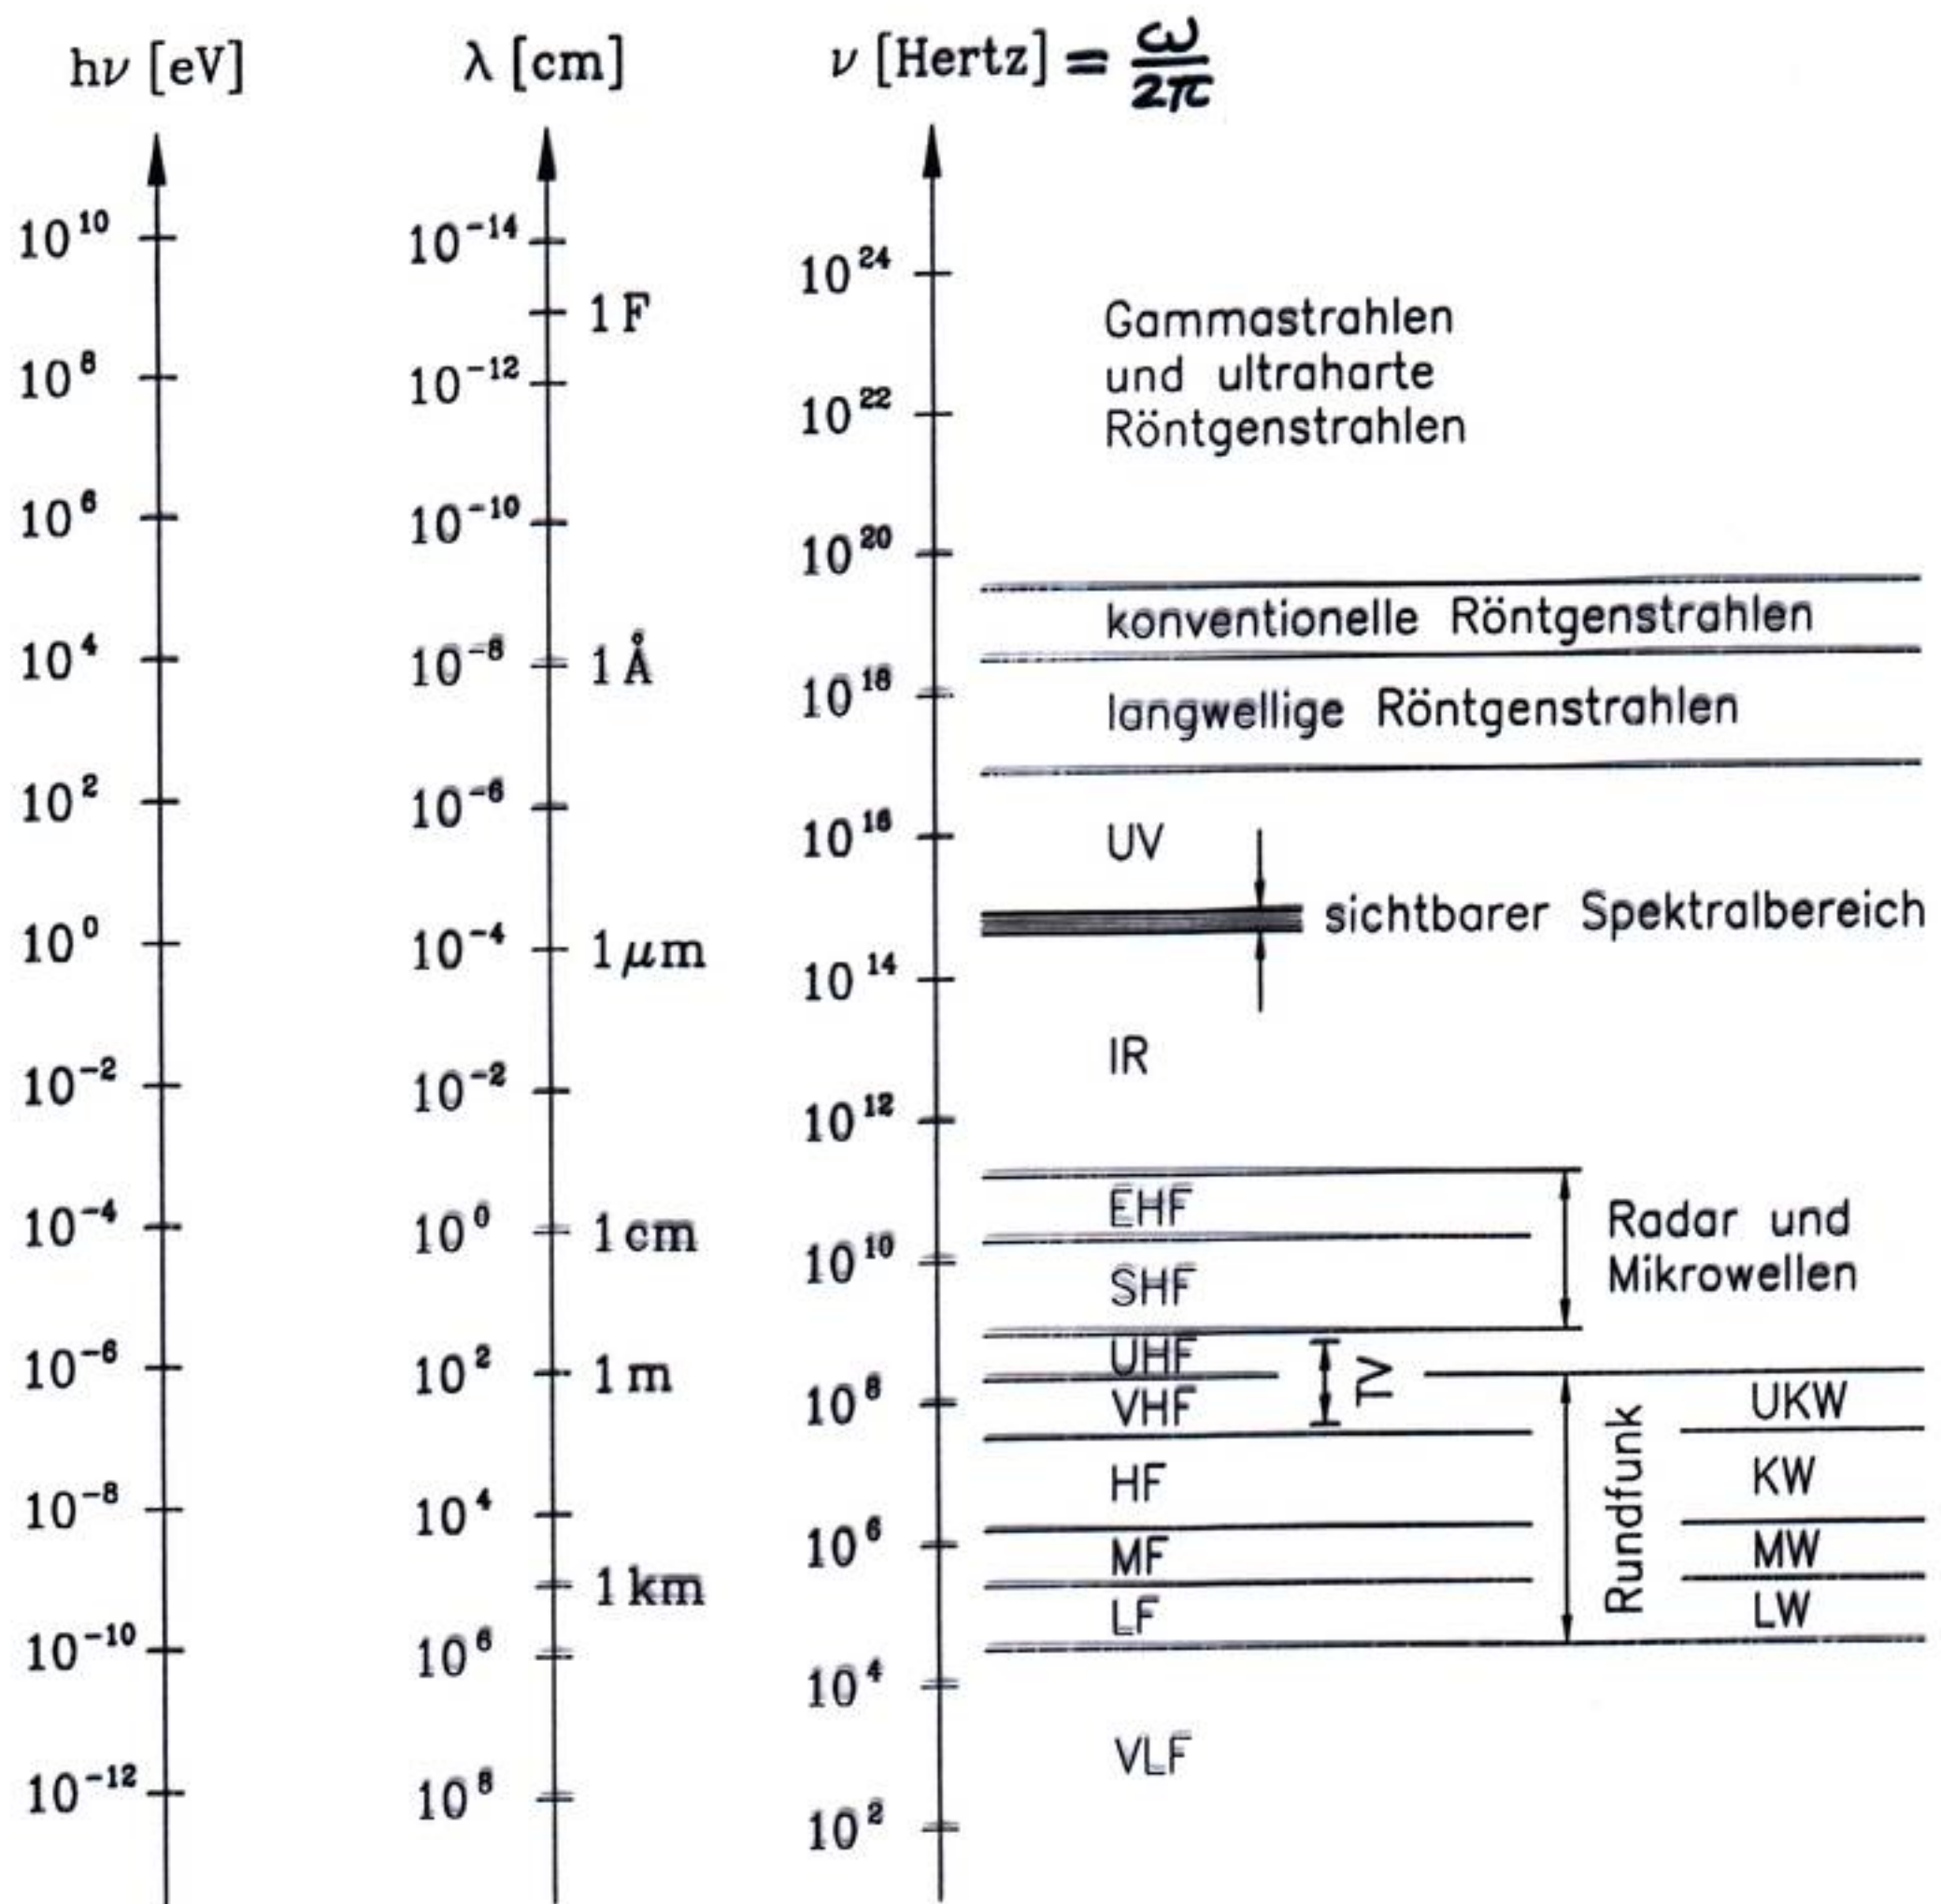 hν [eV]
λ [cm]
ν [Hertz] = ω/2π
10^10
10^8
10^6
10^4
10^2
10^0
10^-2
10^-4
10^-6
10^-8
10^-10
10^-12
10^-14
1 F
10^-12
10^-10
10^-8 1 Å
10^-6
10^-4 1 μm
10^-2
10^0 1 cm
10^2 1 m
10^4
1 km
10^6
10^8
10^24
10^22
10^20
10^18
10^16
10^14
10^12
10^10
10^8
10^6
10^4
10^2
Gammastrahlen
und ultraharte
Röntgenstrahlen
konventionelle Röntgenstrahlen
langwellige Röntgenstrahlen
UV
sichtbarer Spektralbereich
IR
EHF
SHF
UHF
VHF
HF
MF
LF
VLF
Radar und
Mikrowellen
TV
Rundfunk
UKW
KW
MW
LW